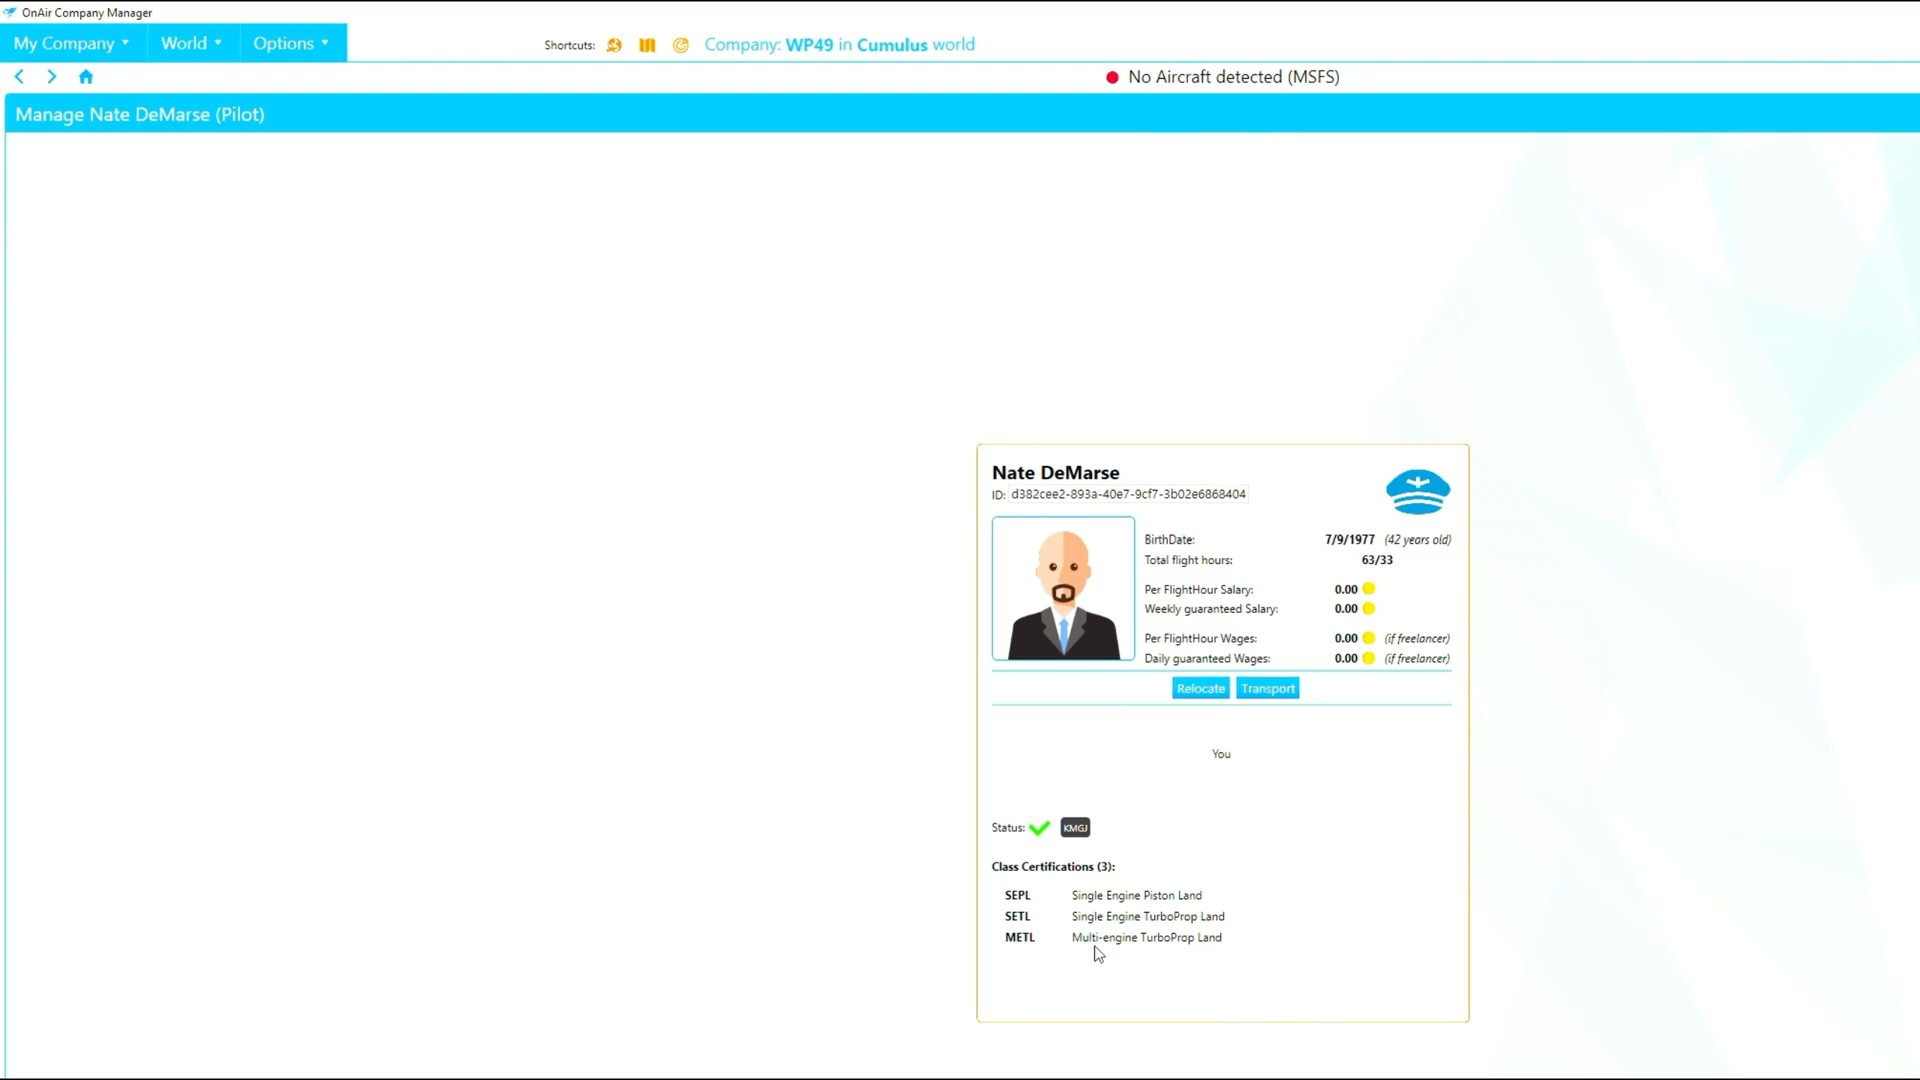 OnAir Company Manager
My Company World Options
Shortcuts: Company: WP49 in Cumulus world
No Aircraft detected (MSFS)
Manage Nate DeMarse (Pilot)
Nate DeMarse
ID: d382cee2-893a-40e7-9cf7-3b02e6868404
BirthDate: 7/9/1977 (42 years old)
Total flight hours: 63/33
Per FlightHour Salary: 0.00
Weekly guaranteed Salary: 0.00
Per FlightHour Wages: 0.00 (if freelancer)
Daily guaranteed Wages: 0.00 (if freelancer)
Relocate Transport
You
Status: KMGJ
Class Certifications (3):
SEPL Single Engine Piston Land
SETL Single Engine TurboProp Land
METL Multi-engine TurboProp Land